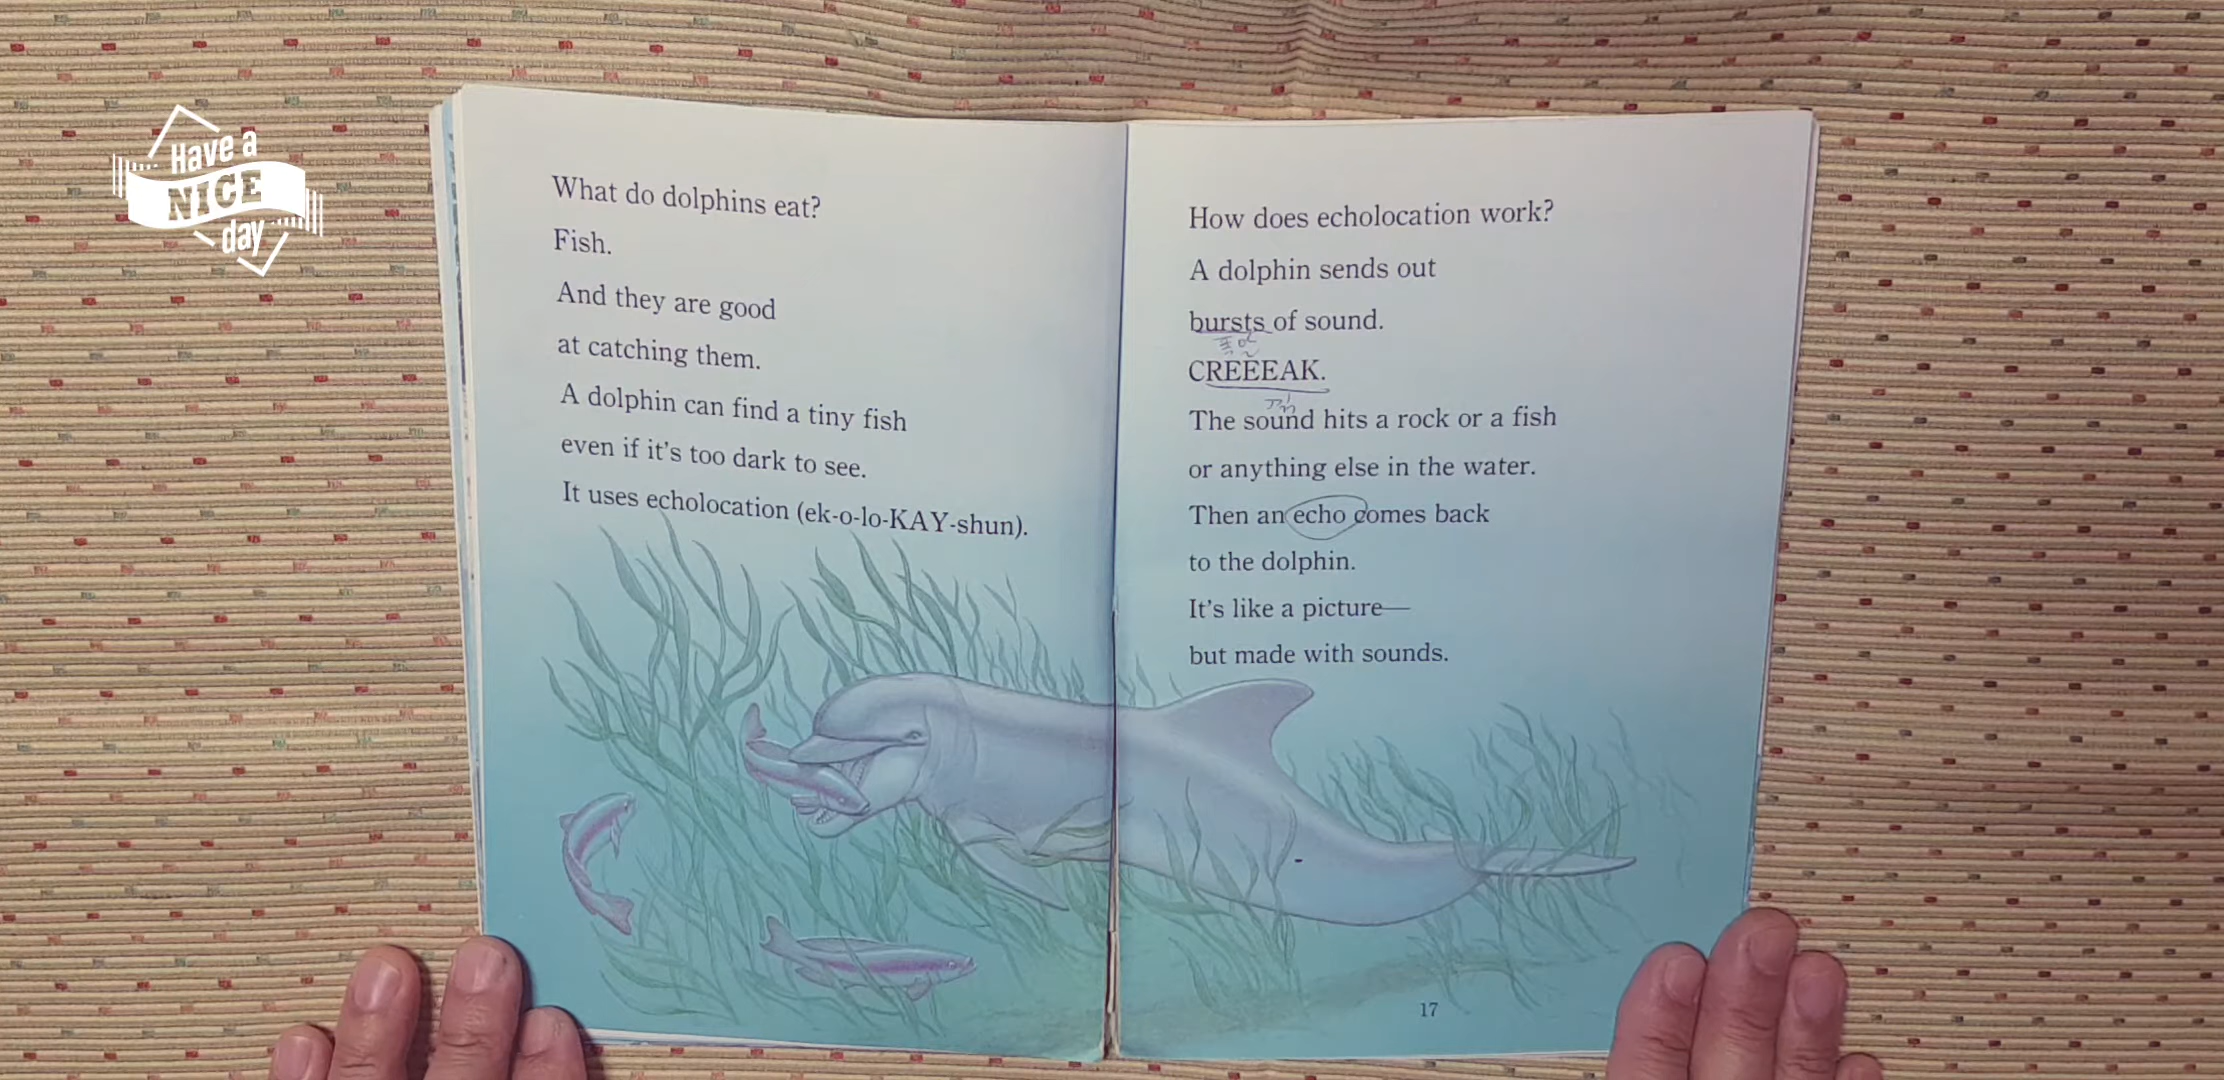 Have a
NICE
day
What do dolphins eat?
Fish.
And they are good
at catching them.
A dolphin can find a tiny fish
even if it's too dark to see.
It uses echolocation (ek-o-lo-KAY-shun).
How does echolocation work?
A dolphin sends out
bursts of sound.
CREEEAK.
The sound hits a rock or a fish
or anything else in the water.
Then an echo comes back
to the dolphin.
It's like a picture—
but made with sounds.
17